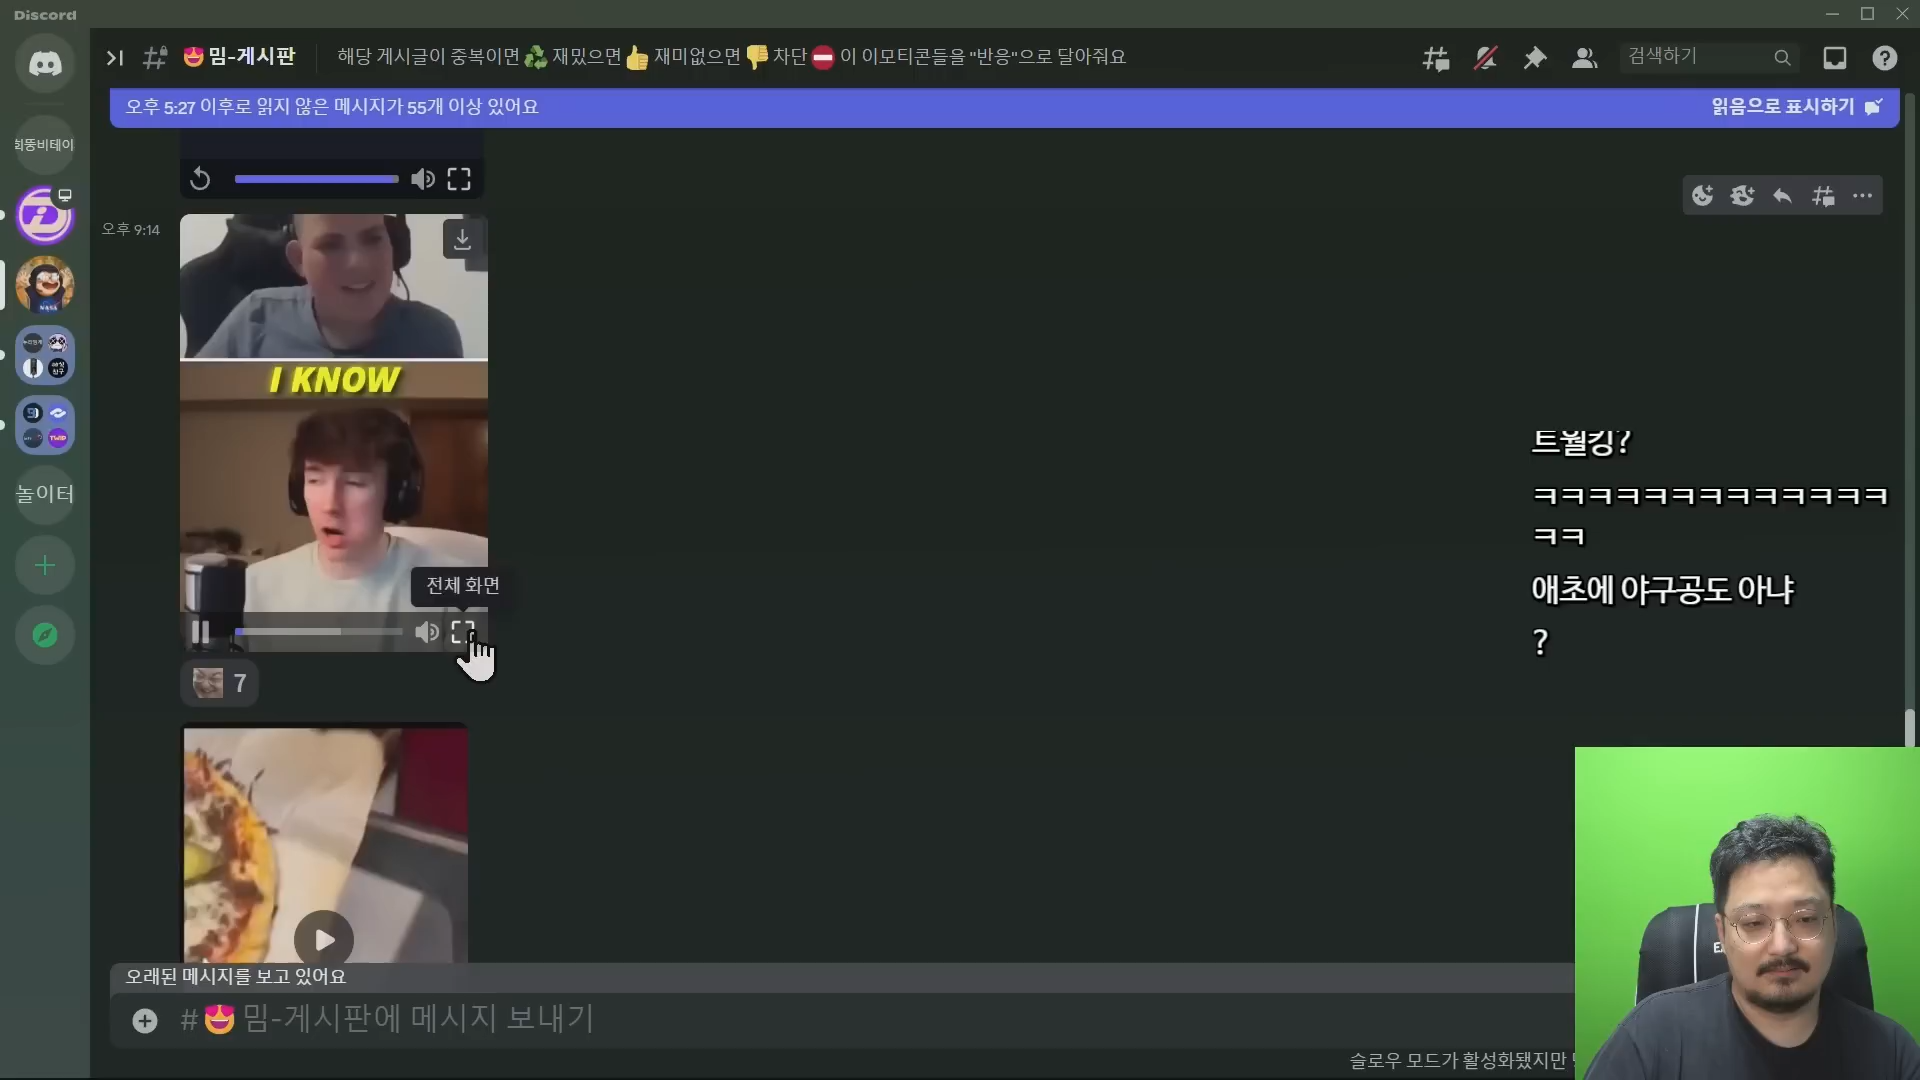 Discord
밈-게시판
해당 게시글이 중복이면 재밌으면 재미없으면 차단 이 이모티콘들을 "반응"으로 달아줘요
검색하기
오후 5:27 이후로 읽지 않은 메시지가 55개 이상 있어요
읽음으로 표시하기
회똥비테이
오후 9:14
I KNOW
트월킹?
ㅋㅋㅋㅋㅋㅋㅋㅋㅋㅋㅋㅋㅋ
ㅋㅋ
애초에 야구공도 아냐
?
놀이터
전체 화면
7
오래된 메시지를 보고 있어요
#밈-게시판에 메시지 보내기
슬로우 모드가 활성화됐지만
NASA
TWIP